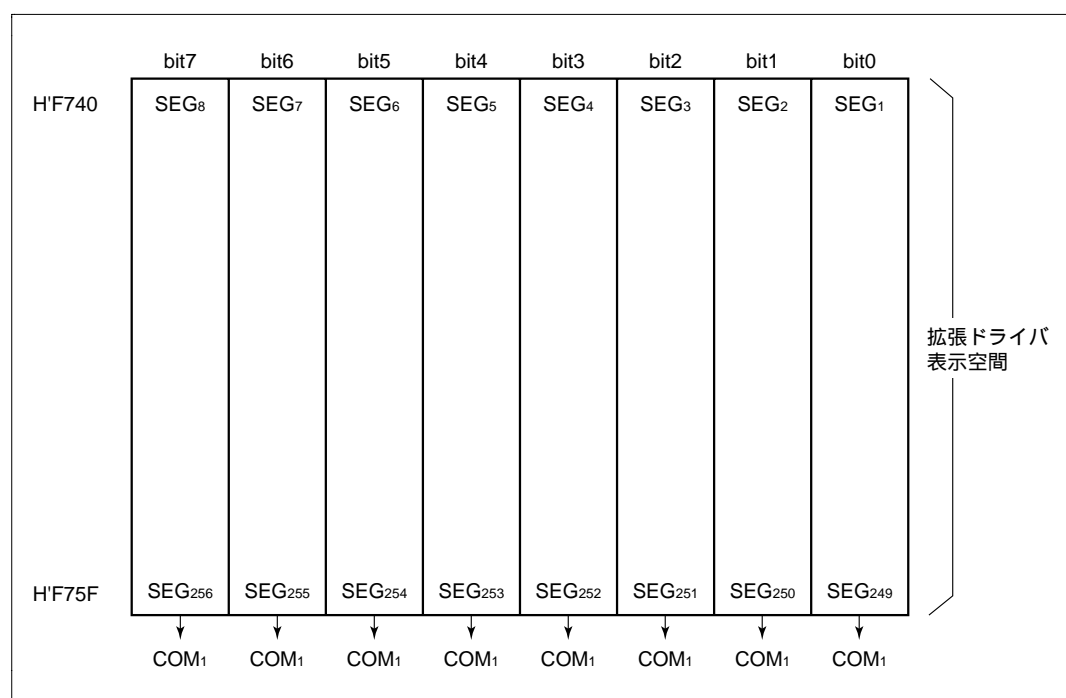 bit7 bit6 bit5 bit4 bit3 bit2 bit1 bit0
H'F740 SEG8 SEG7 SEG6 SEG5 SEG4 SEG3 SEG2 SEG1
拡張ドライバ
表示空間
H'F75F SEG256 SEG255 SEG254 SEG253 SEG252 SEG251 SEG250 SEG249
COM1 COM1 COM1 COM1 COM1 COM1 COM1 COM1